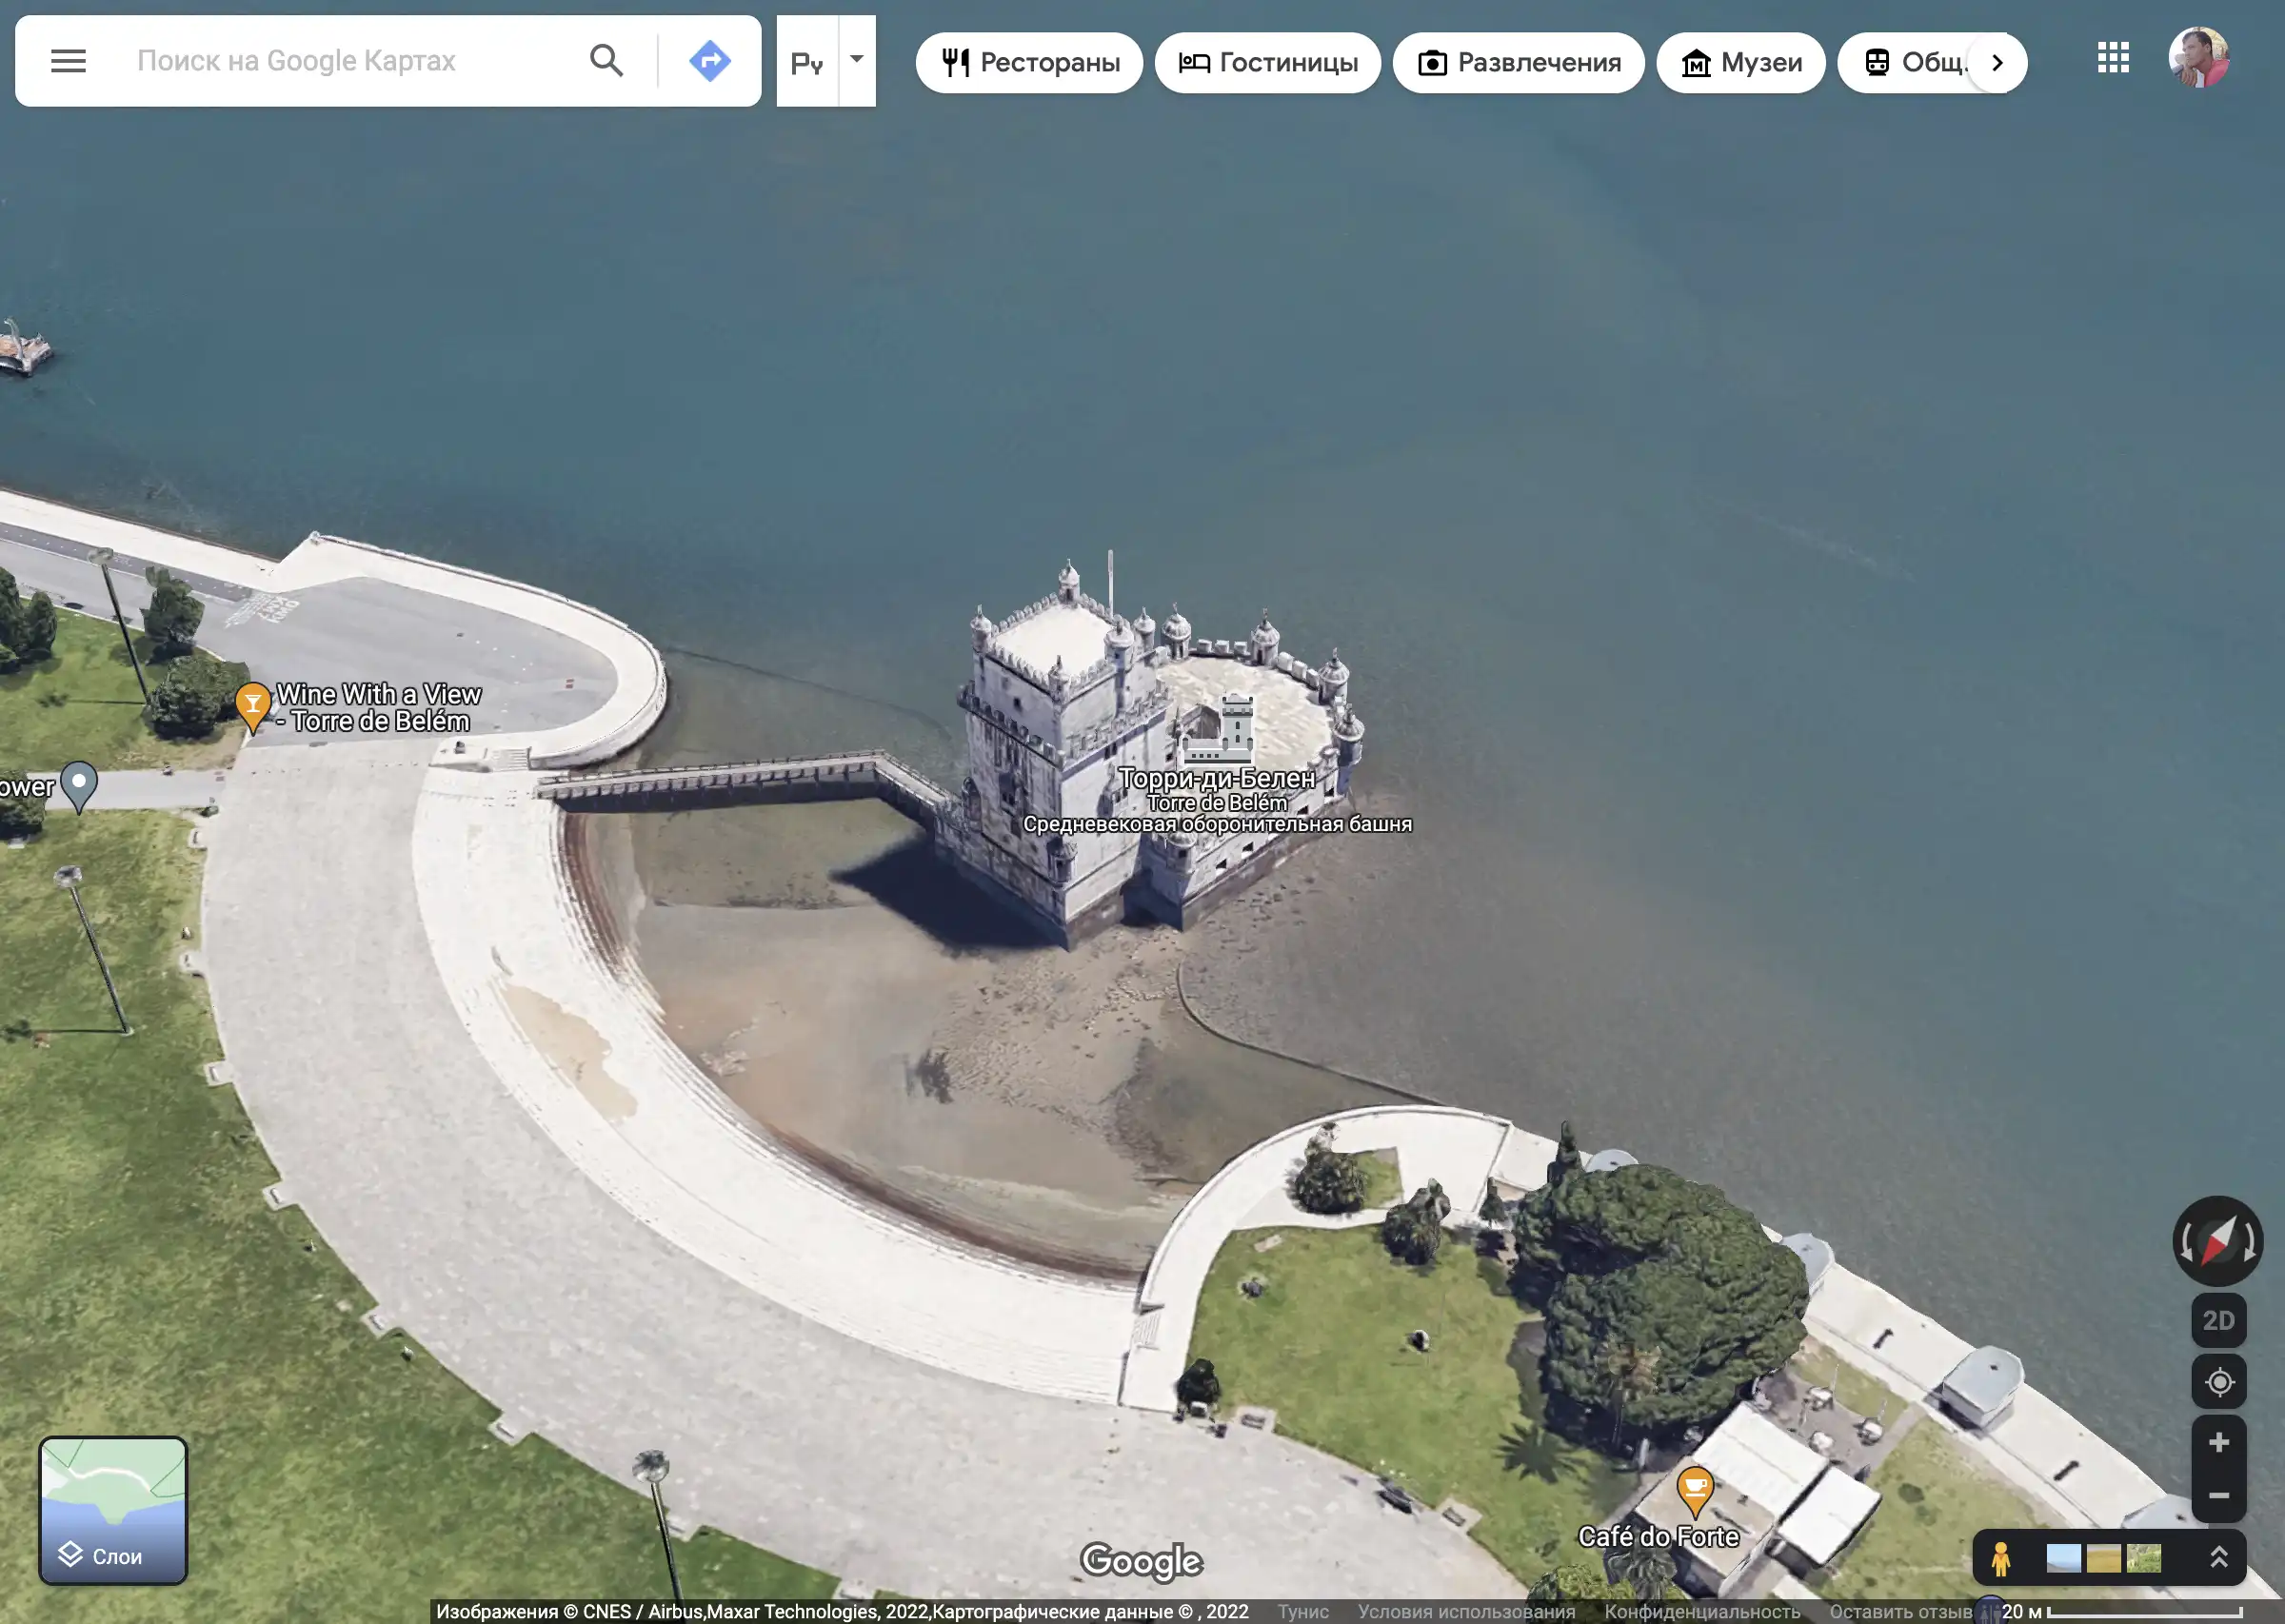 Поиск на Google Картах
Ру
Рестораны
Гостиницы
Развлечения
Музеи
Общ.
Wine With a View
- Torre de Belém
ower
Торри-ди-Белен
Torre de Belém
Средневековая оборонительная башня
Café do Forte
2D
Слои
Google
Изображения © CNES / Airbus,Maxar Technologies, 2022,Картографические данные © , 2022 Тунис Условия использования Конфиденциальность Оставить отзыв 20 м